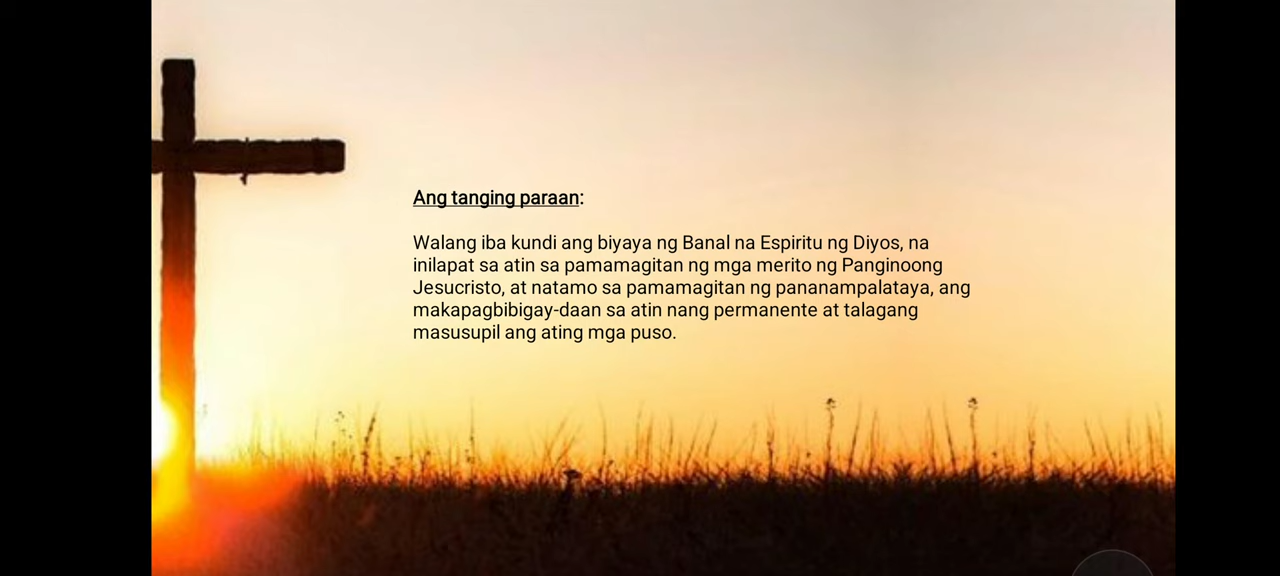 Ang tanging paraan:
Walang iba kundi ang biyaya ng Banal na Espiritu ng Diyos, na
inilapat sa atin sa pamamagitan ng mga merito ng Panginoong
Jesucristo, at natamo sa pamamagitan ng pananampalataya, ang
makapagbibigay-daan sa atin nang permanente at talagang
masusupil ang ating mga puso.